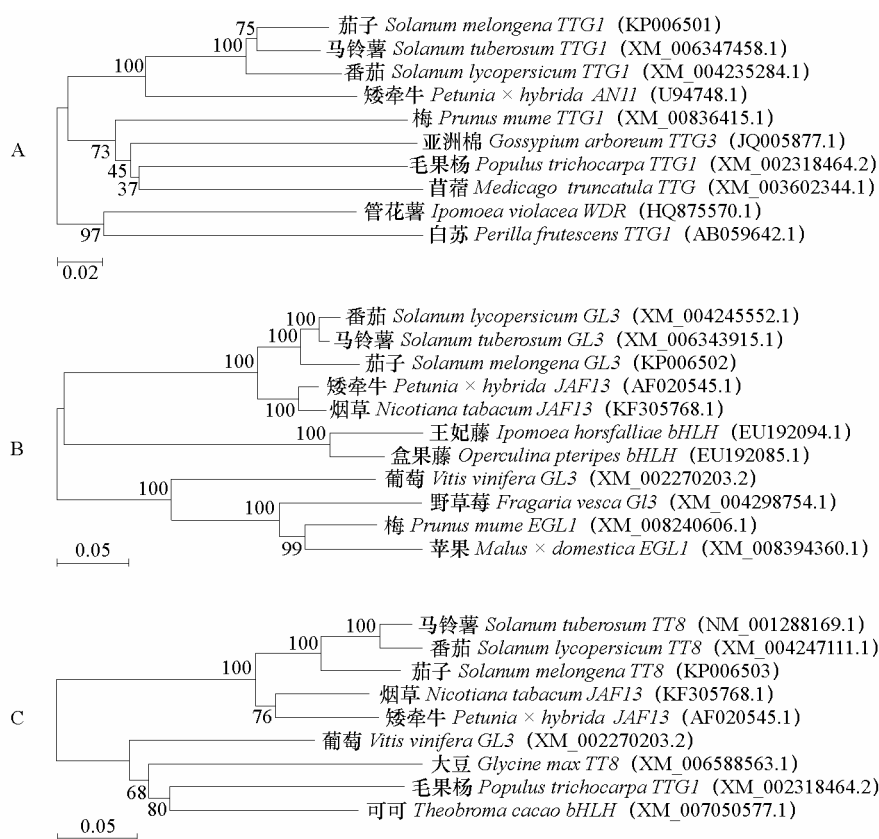 75
茄子 Solanum melongena TTG1 (KP006501)
100
马铃薯 Solanum tuberosum TTG1 (XM_006347458.1)
100
番茄 Solanum lycopersicum TTG1 (XM_004235284.1)
矮牵牛 Petunia × hybrida AN11 (U94748.1)
梅 Prunus mume TTG1 (XM_00836415.1)
A
73
亚洲棉 Gossypium arboreum TTG3 (JQ005877.1)
45
毛果杨 Populus trichocarpa TTG1 (XM_002318464.2)
37
苜蓿 Medicago truncatula TTG (XM_003602344.1)
管花薯 Ipomoea violacea WDR (HQ875570.1)
97
白苏 Perilla frutescens TTG1 (AB059642.1)
0.02
100
番茄 Solanum lycopersicum GL3 (XM_004245552.1)
100
马铃薯 Solanum tuberosum GL3 (XM_006343915.1)
100
茄子 Solanum melongena GL3 (KP006502)
矮牵牛 Petunia × hybrida JAF13 (AF020545.1)
100
烟草 Nicotiana tabacum JAF13 (KF305768.1)
B
100
王妃藤 Ipomoea horsfalliae bHLH (EU192094.1)
盒果藤 Operculina pteripes bHLH (EU192085.1)
100
葡萄 Vitis vinifera GL3 (XM_002270203.2)
100
野草莓 Fragaria vesca Gl3 (XM_004298754.1)
梅 Prunus mume EGL1 (XM_008240606.1)
99
苹果 Malus × domestica EGL1 (XM_008394360.1)
0.05
100
马铃薯 Solanum tuberosum TT8 (NM_001288169.1)
100
番茄 Solanum lycopersicum TT8 (XM_004247111.1)
100
茄子 Solanum melongena TT8 (KP006503)
烟草 Nicotiana tabacum JAF13 (KF305768.1)
C
76
矮牵牛 Petunia × hybrida JAF13 (AF020545.1)
葡萄 Vitis vinifera GL3 (XM_002270203.2)
大豆 Glycine max TT8 (XM_006588563.1)
68
毛果杨 Populus trichocarpa TTG1 (XM_002318464.2)
80
可可 Theobroma cacao bHLH (XM_007050577.1)
0.05